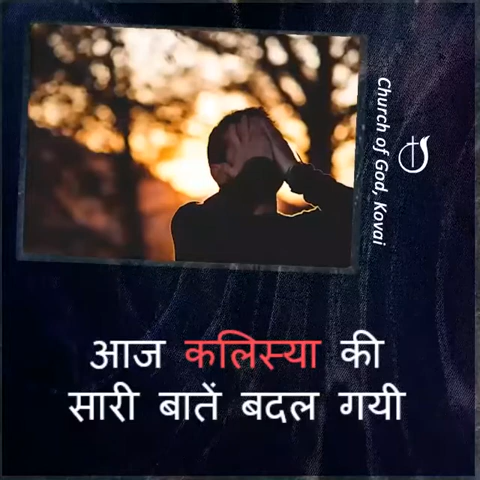 Church of God, Kovai
आज कलिस्या की
सारी बातें बदल गयी